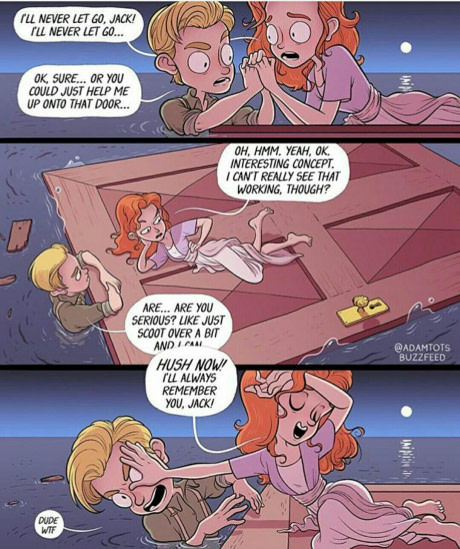 I'LL NEVER LET GO, JACK!
I'LL NEVER LET GO...
OK, SURE... OR YOU
COULD JUST HELP ME
UP ONTO THAT DOOR...
OH, HMM. YEAH, OK.
INTERESTING CONCEPT.
I CAN'T REALLY SEE THAT
WORKING, THOUGH?
ARE... ARE YOU
SERIOUS? LIKE JUST
SCOOT OVER A BIT
AND I CAN
@ADAMTOTS
BUZZFEED
HUSH NOW!
I'LL ALWAYS
REMEMBER
YOU, JACK!
DUDE
WTF